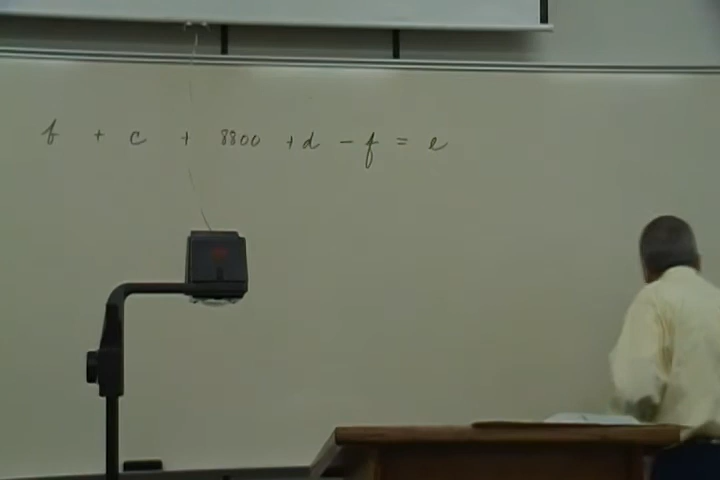 b + c + 8800 + d - f = e